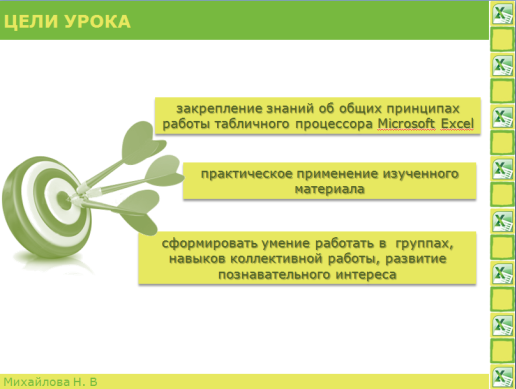 ЦЕЛИ УРОКА
закрепление знаний об общих принципах
работы табличного процессора Microsoft Excel
практическое применение изученного
материала
сформировать умение работать в группах,
навыков коллективной работы, развитие
познавательного интереса
Михайлова Н. В